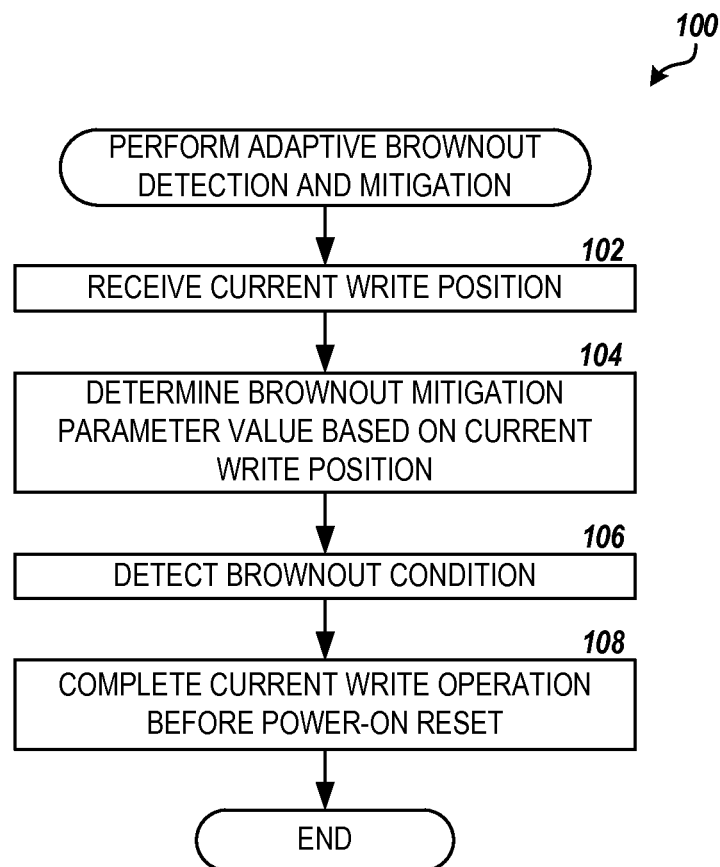 100
PERFORM ADAPTIVE BROWNOUT
DETECTION AND MITIGATION
102
RECEIVE CURRENT WRITE POSITION
104
DETERMINE BROWNOUT MITIGATION
PARAMETER VALUE BASED ON CURRENT
WRITE POSITION
106
DETECT BROWNOUT CONDITION
108
COMPLETE CURRENT WRITE OPERATION
BEFORE POWER-ON RESET
END